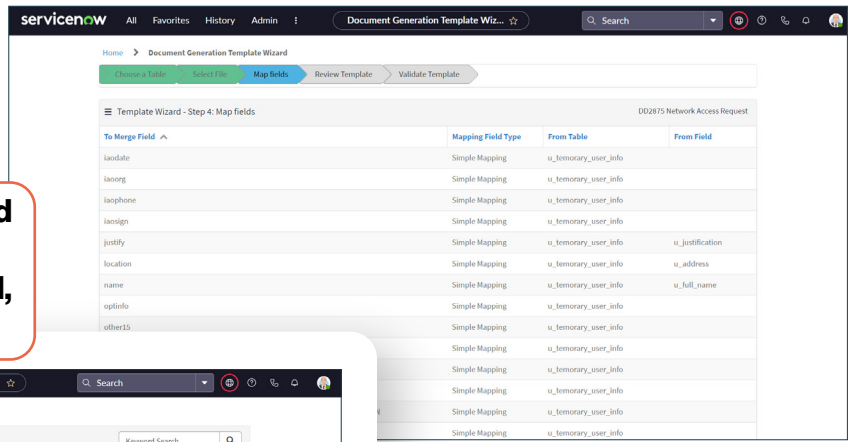 servicenow All Favorites History Admin Document Generation Template Wiz... Search
Home > Document Generation Template Wizard
Choose a Table Select File Map fields Review Template Validate Template
Template Wizard - Step 4: Map fields DD2875 Network Access Request
To Merge Field Mapping Field Type From Table From Field
iaodate Simple Mapping u_temorary_user_info
iaoorg Simple Mapping u_temorary_user_info
iaophone Simple Mapping u_temorary_user_info
iaosign Simple Mapping u_temorary_user_info
justify Simple Mapping u_temorary_user_info u_justification
location Simple Mapping u_temorary_user_info u_address
name Simple Mapping u_temorary_user_info u_full_name
optinfo Simple Mapping u_temorary_user_info
other15 Simple Mapping u_temorary_user_info
Simple Mapping u_temorary_user_info
Simple Mapping u_temorary_user_info
Simple Mapping u_temorary_user_info
Simple Mapping u_temorary_user_info
Search
Keyword Search